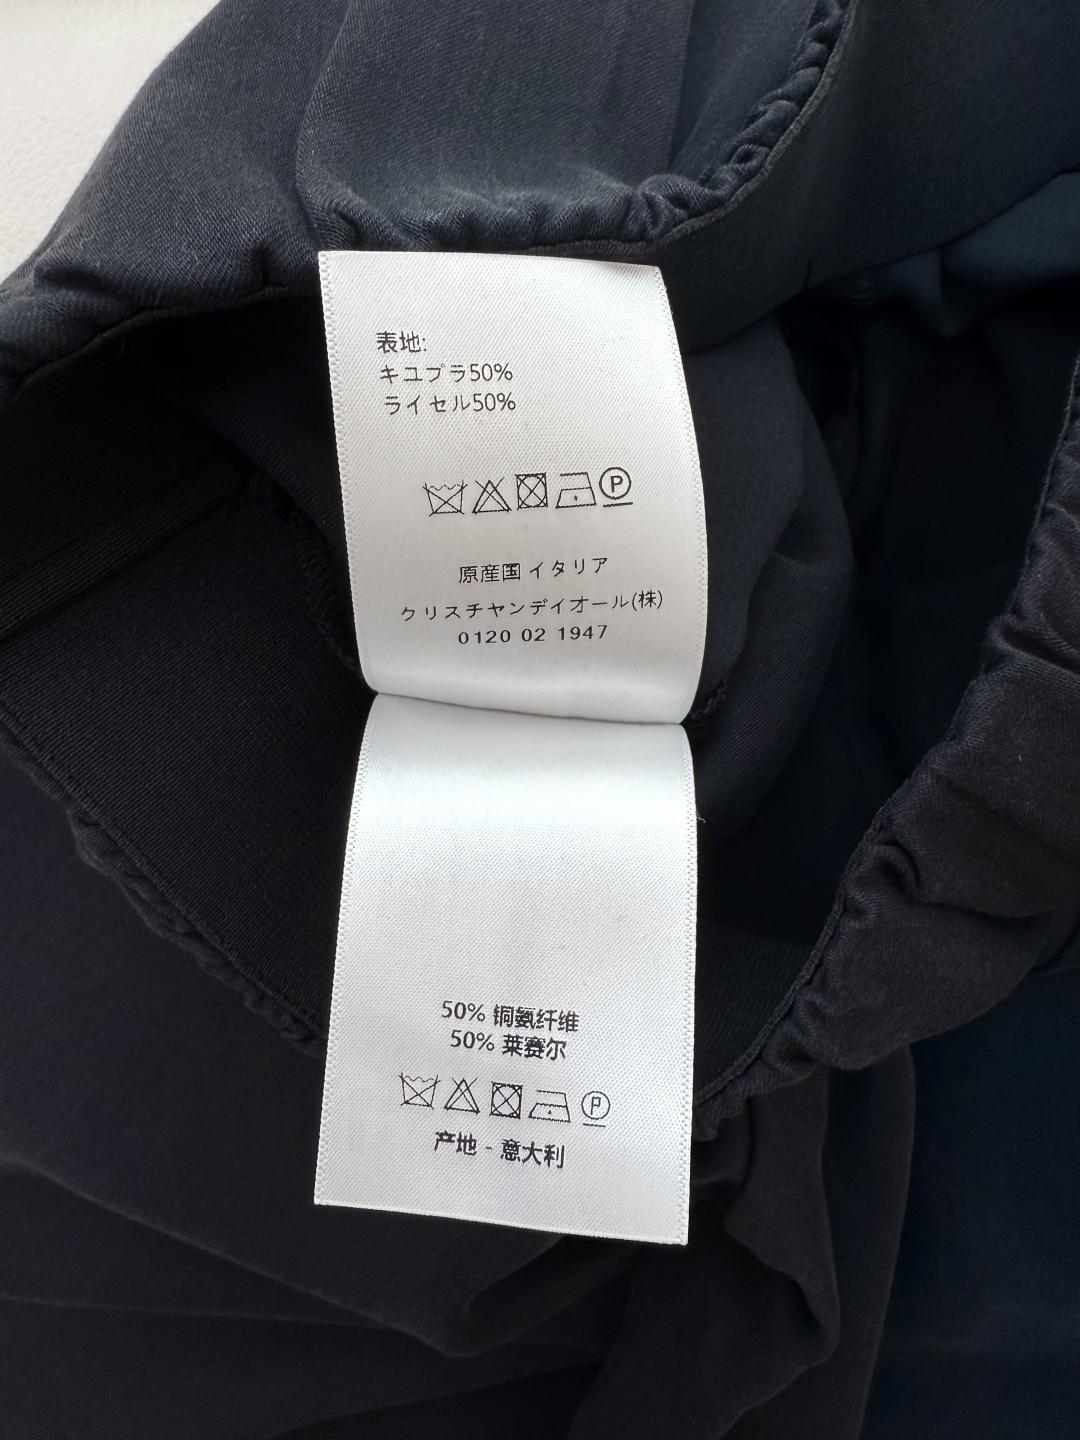 表地:
キユプラ50%
ライセル50%
P
原産国 イタリア
クリスチヤンデイオール(株)
0120 02 1947
50% 铜氨纤维
50% 莱赛尔
P
产地 - 意大利